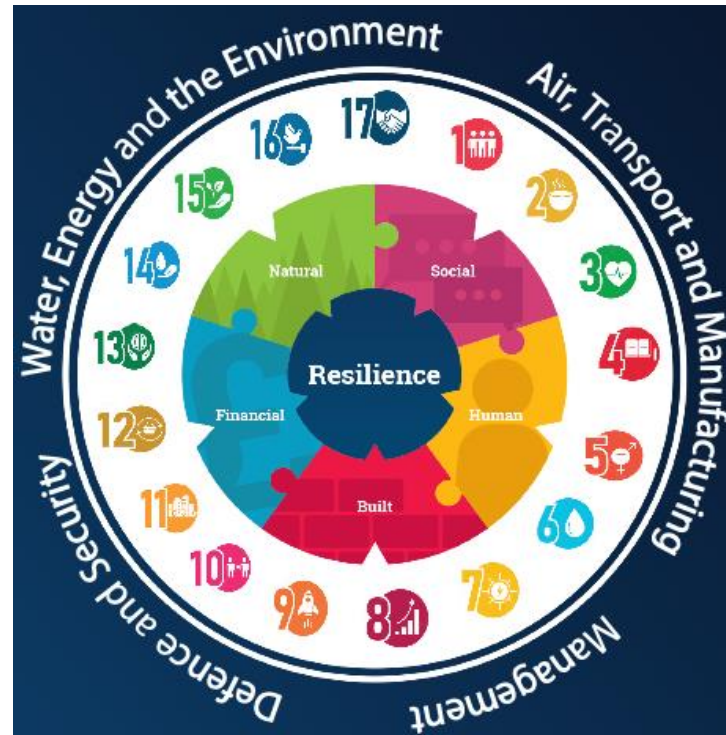 Water, Energy and the Environment
Air, Transport and Manufacturing
Management
Defence and Security
1
2
3
4
5
6
7
8
9
10
11
12
13
14
15
16
17
Natural
Social
Human
Built
Financial
Resilience